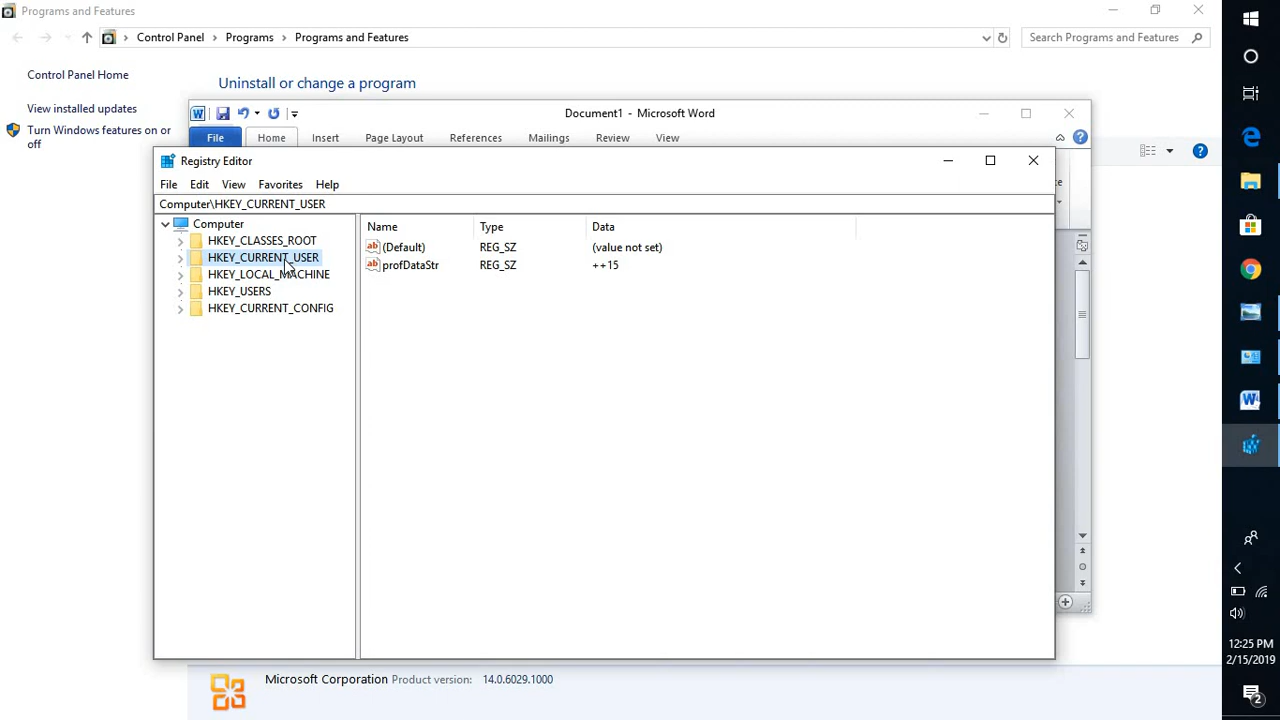 Programs and Features
Control Panel Programs Programs and Features
Search Programs and Features
Control Panel Home
Uninstall or change a program
View installed updates
Turn Windows features on or
off
Document1 - Microsoft Word
File Home Insert Page Layout References Mailings Review View
Registry Editor
File Edit View Favorites Help
Computer\HKEY_CURRENT_USER
Computer
HKEY_CLASSES_ROOT
HKEY_CURRENT_USER
HKEY_LOCAL_MACHINE
HKEY_USERS
HKEY_CURRENT_CONFIG
Name Type Data
(Default) REG_SZ (value not set)
profDataStr REG_SZ ++15
Microsoft Corporation Product version: 14.0.6029.1000
12:25 PM
2/15/2019
2